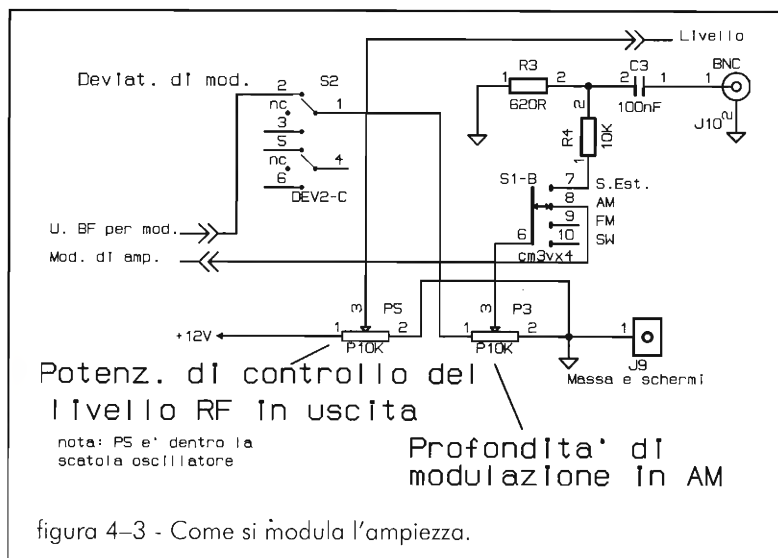 Livello
Deviat. di mod.
S2
2
1
nc
3
5
nc
4
6
DEV2-C
R3
1
2
620R
C3
2
1
100nF
BNC
1
J10
2
2
R4
10K
1
S1-B
7
S.Est.
8
AM
9
FM
6
10
SW
cm3vx4
U. BF per mod.
Mod. di amp.
+12V
3
P5
1
2
P10K
3
P3
1
2
P10K
1
J9
Massa e schermi
Potenz. di controllo del
livello RF in uscita
nota: P5 e' dentro la
scatola oscillatore
Profondita' di
modulazione in AM
figura 4–3 - Come si modula l'ampiezza.